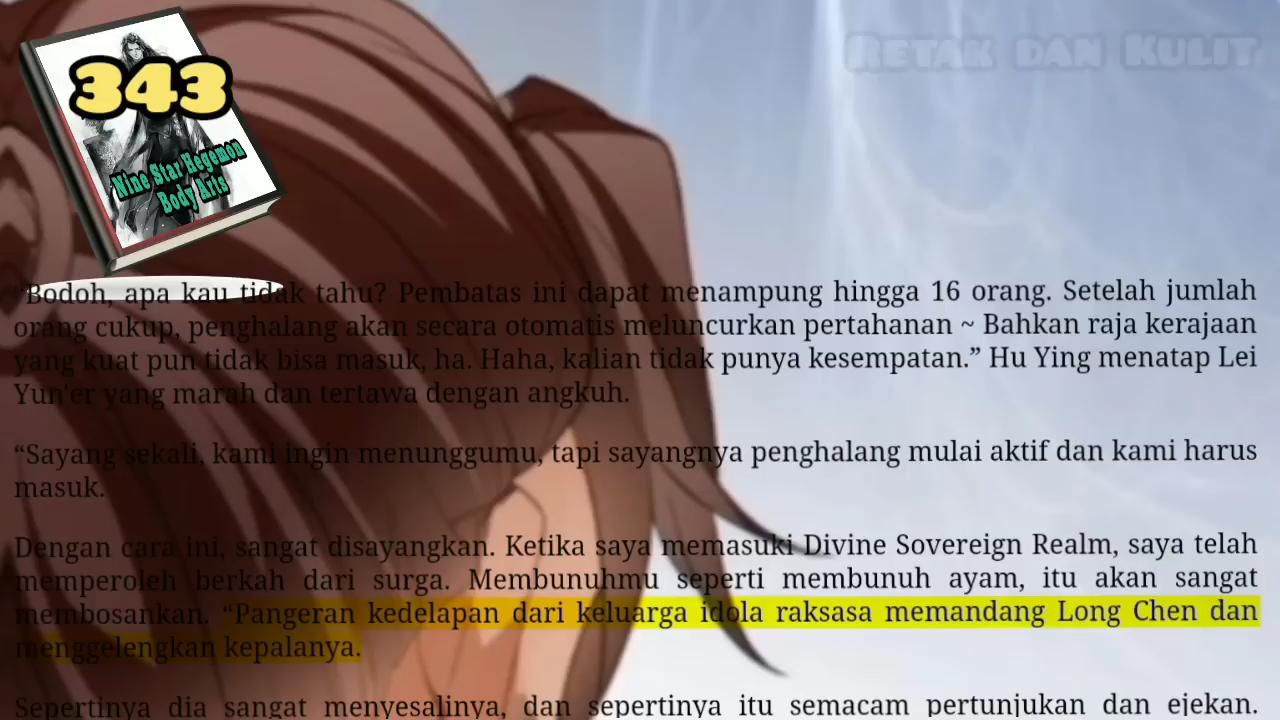 343
Nine Star Hegemon
Body Arts
RETAK DAN KULIT
“Bodoh, apa kau tidak tahu? Pembatas ini dapat menampung hingga 16 orang. Setelah jumlah
orang cukup, penghalang akan secara otomatis meluncurkan pertahanan ~ Bahkan raja kerajaan
yang kuat pun tidak bisa masuk, ha. Haha, kalian tidak punya kesempatan.” Hu Ying menatap Lei
Yun'er yang marah dan tertawa dengan angkuh.
“Sayang sekali, kami ingin menunggumu, tapi sayangnya penghalang mulai aktif dan kami harus
masuk.
Dengan cara ini, sangat disayangkan. Ketika saya memasuki Divine Sovereign Realm, saya telah
memperoleh berkah dari surga. Membunuhmu seperti membunuh ayam, itu akan sangat
membosankan. “Pangeran kedelapan dari keluarga idola raksasa memandang Long Chen dan
menggelengkan kepalanya.
Sepertinya dia sangat menyesalinya, dan sepertinya itu semacam pertunjukan dan ejekan.